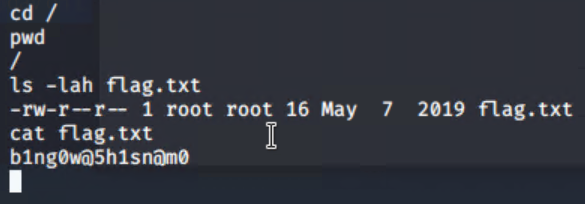 cd /
pwd
/
ls -lah flag.txt
-rw-r--r-- 1 root root 16 May  7  2019 flag.txt
cat flag.txt
b1ng0w@5h1sn@m0